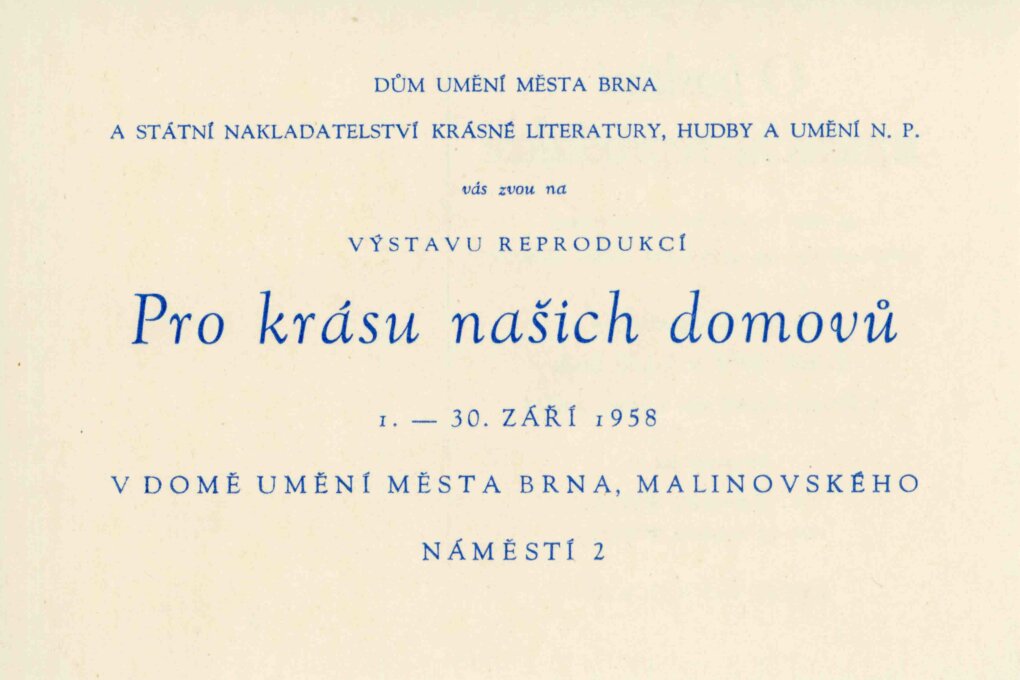 DŮM UMĚNÍ MĚSTA BRNA
A STÁTNÍ NAKLADATELSTVÍ KRÁSNÉ LITERATURY, HUDBY A UMĚNÍ N. P.
vás zvou na
VÝSTAVU REPRODUKCÍ
Pro krásu našich domovů
1. — 30. ZÁŘÍ 1958
V DOMĚ UMĚNÍ MĚSTA BRNA, MALINOVSKÉHO
NÁMĚSTÍ 2